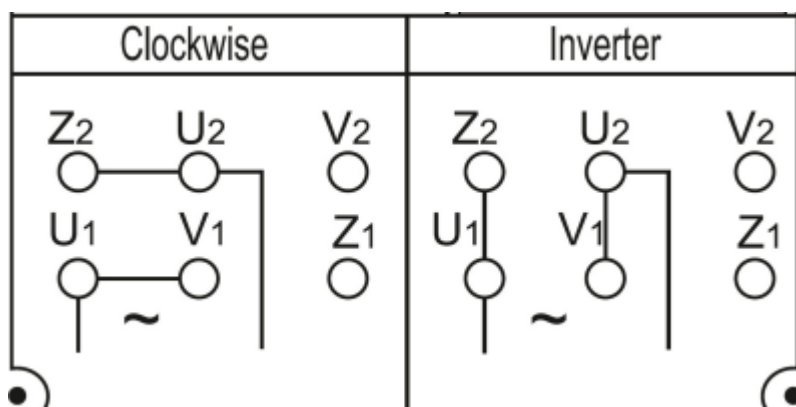 Clockwise Inverter
Z2 U2 V2 Z2 U2 V2
U1 V1 Z1 U1 V1 Z1
~ ~